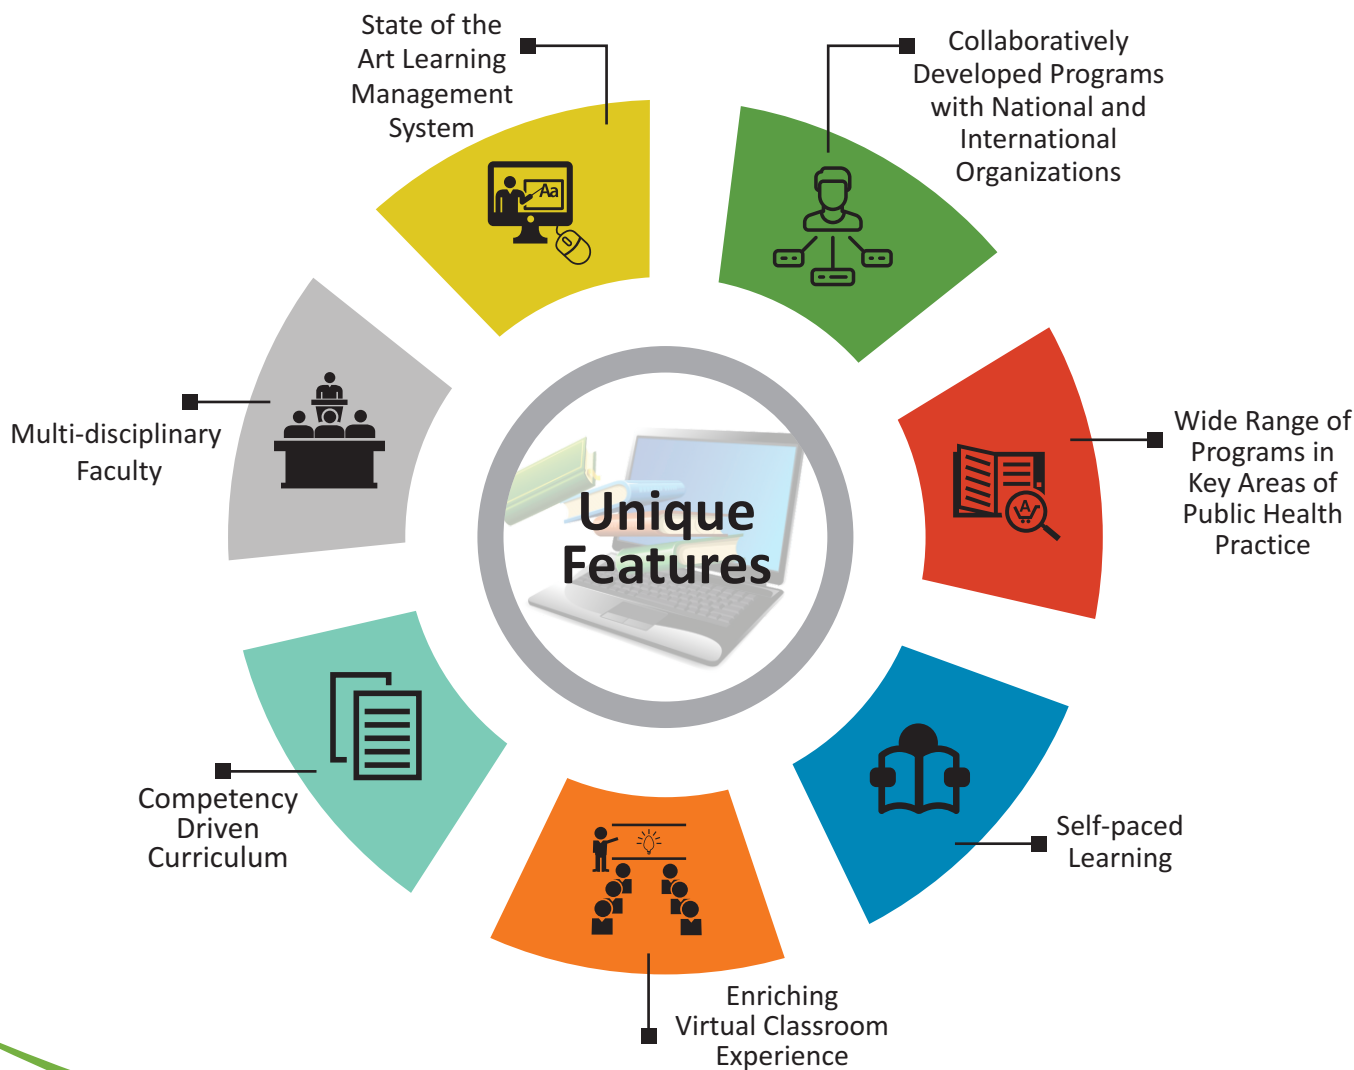 State of the
Art Learning
Management
System
Collaboratively
Developed Programs
with National and
International
Organizations
Aa
Multi-disciplinary
Faculty
Wide Range of
Programs in
Key Areas of
Public Health
Practice
A
Unique
Features
Competency
Driven
Curriculum
Self-paced
Learning
Enriching
Virtual Classroom
Experience